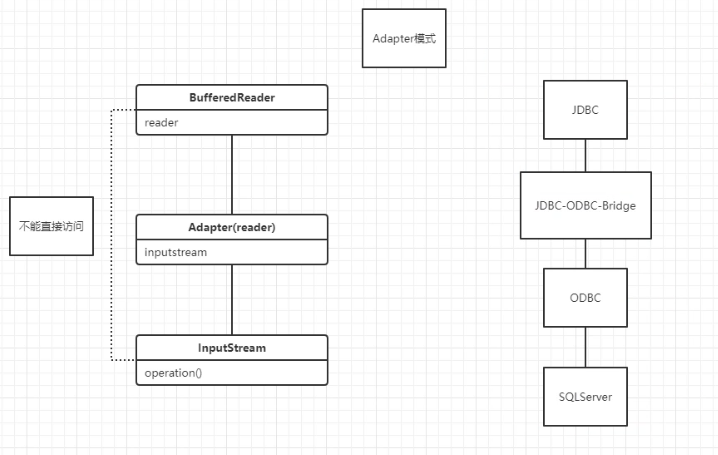 Adapter模式
BufferedReader
reader
不能直接访问
Adapter(reader)
inputstream
InputStream
operation()
JDBC
JDBC-ODBC-Bridge
ODBC
SQLServer